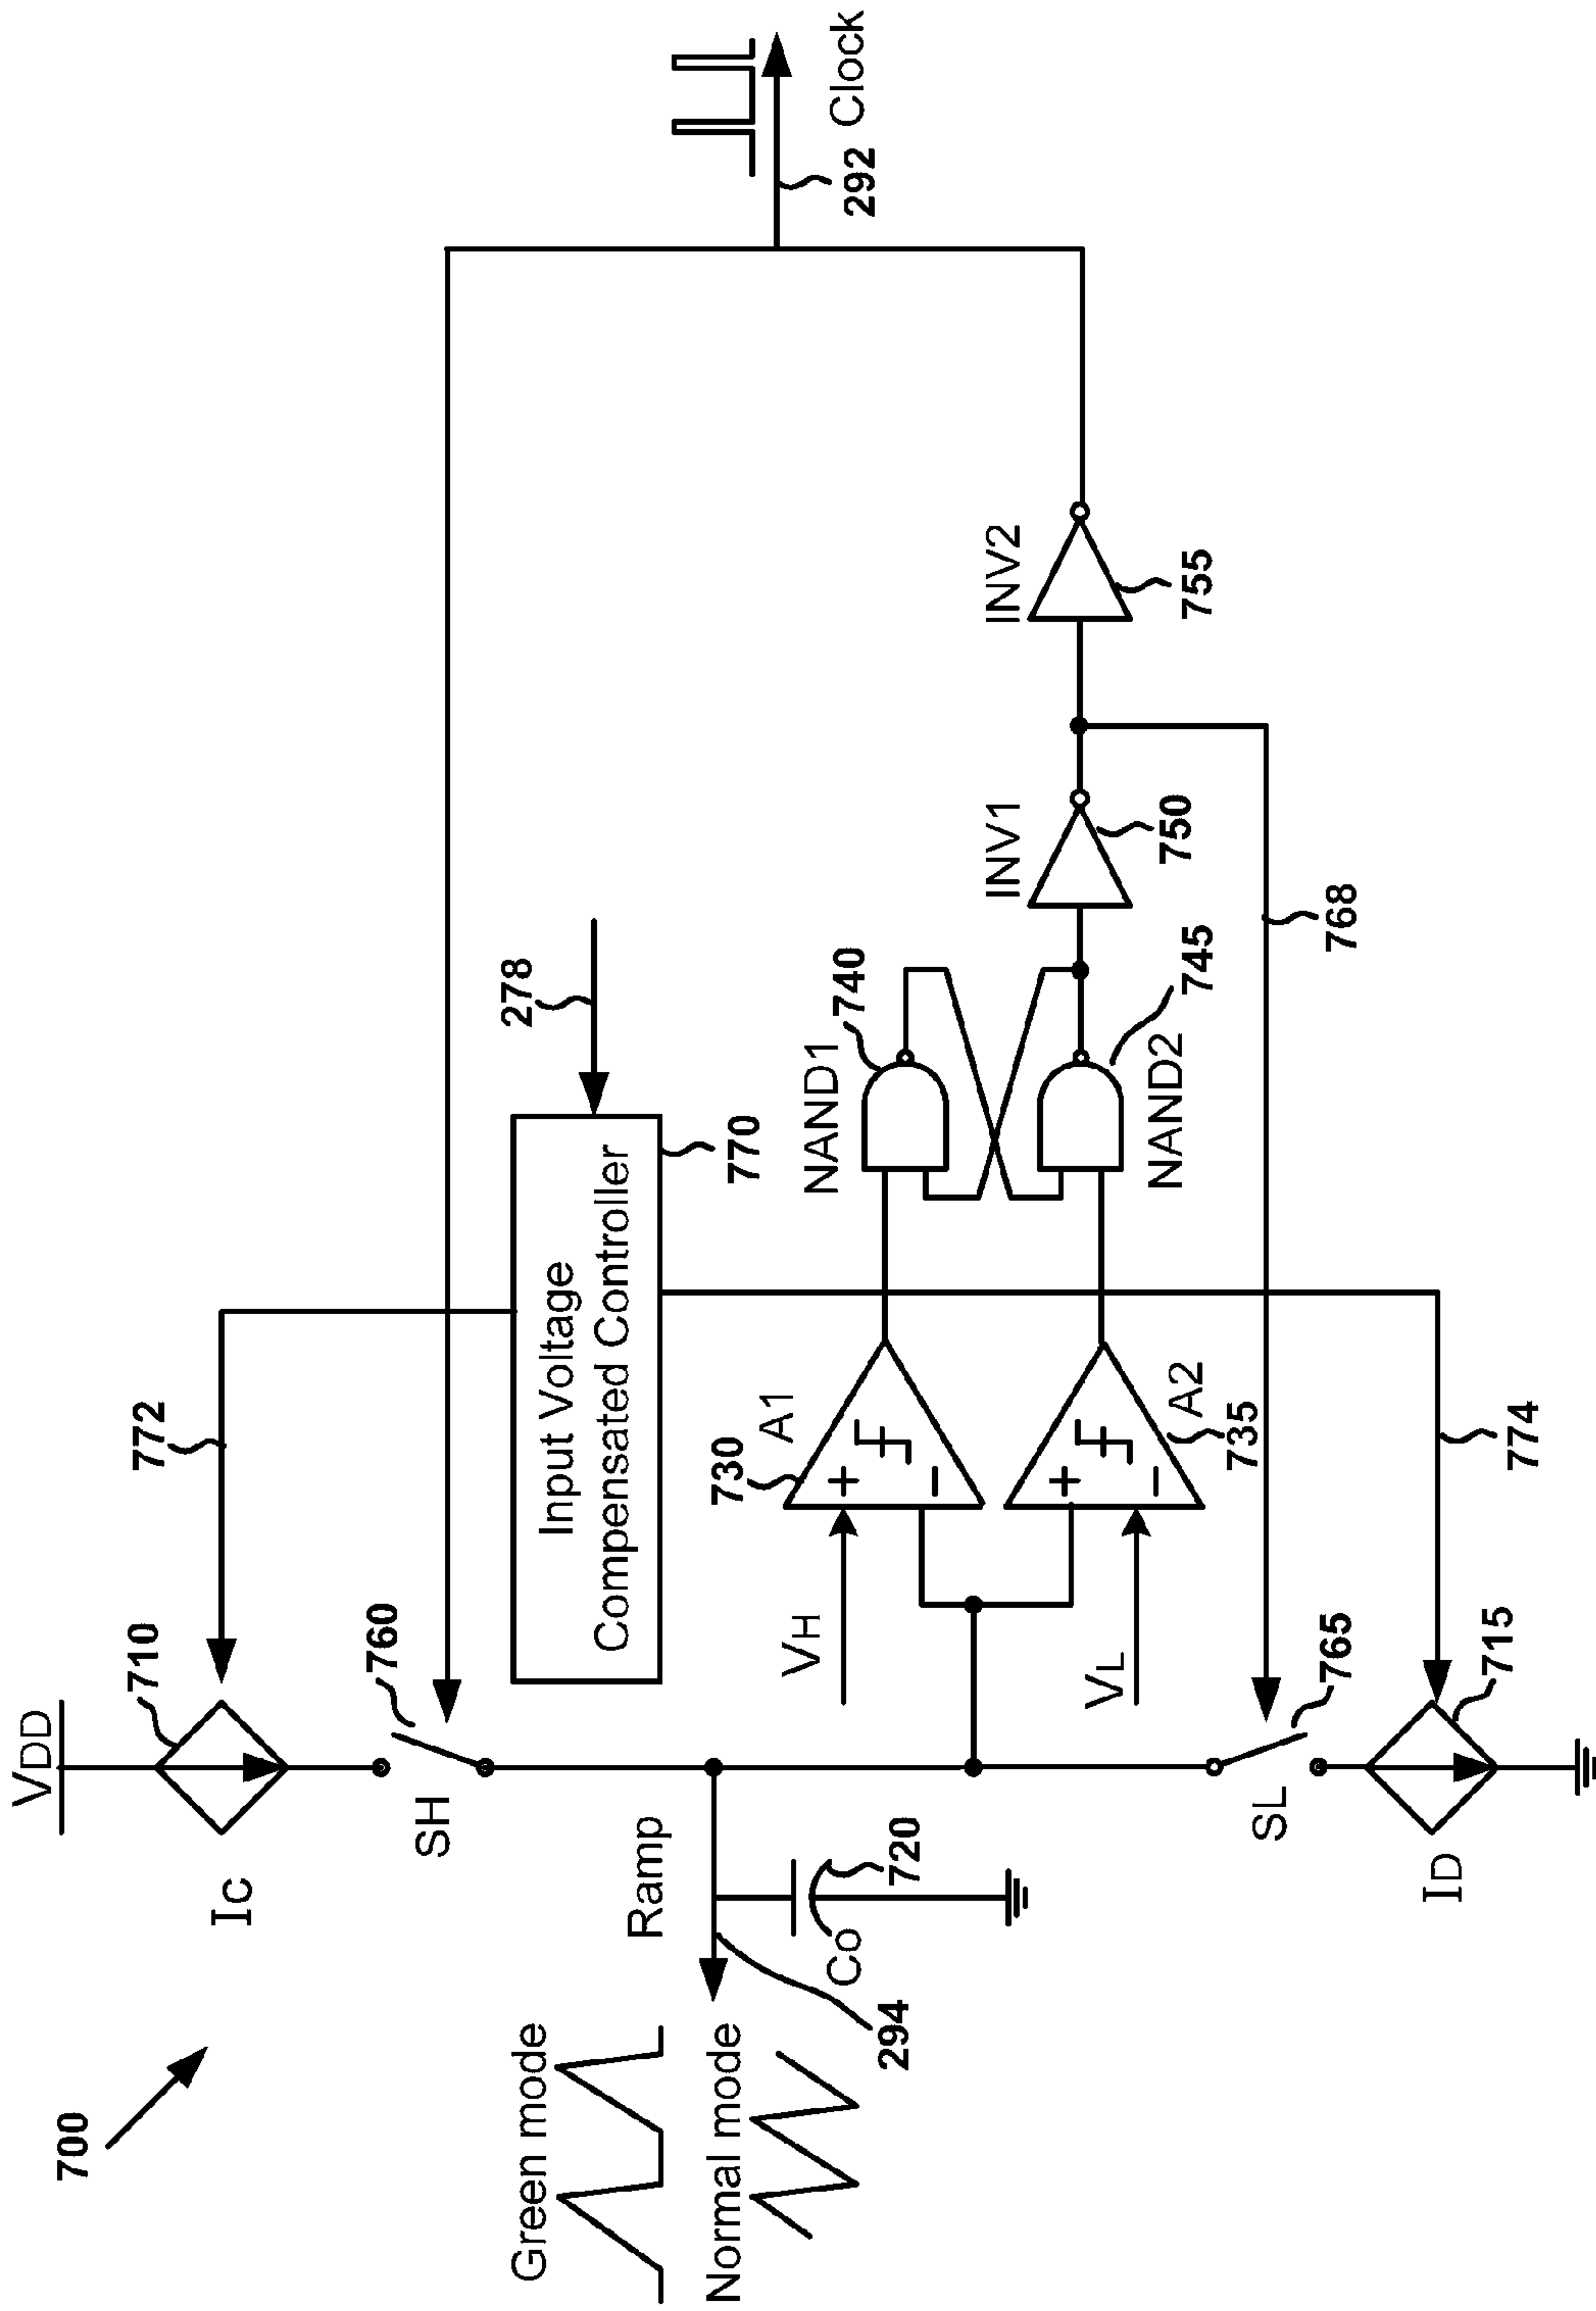 700
Green mode
Normal mode
294
Ramp
Co
720
VDD
IC
710
SH
760
772
Input Voltage
Compensated Controller
770
278
VH
VL
730
A1
A2
735
NAND1
740
NAND2
745
INV1
750
INV2
755
768
SL
765
ID
715
774
292
Clock
+
−
+
−